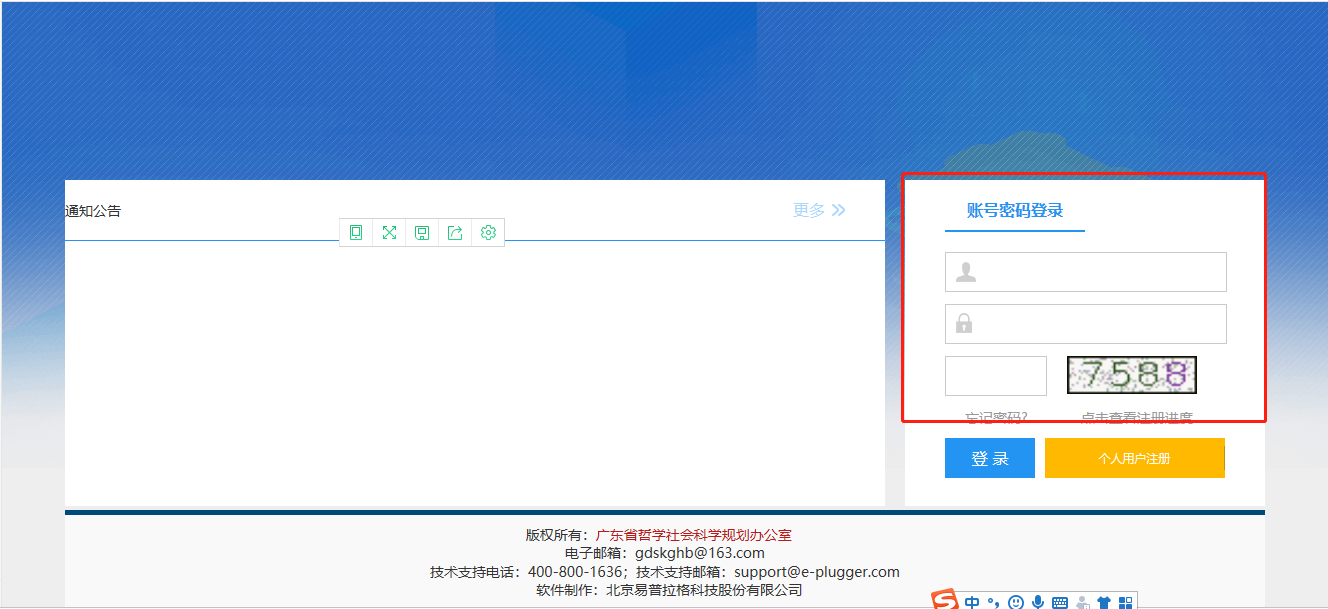 通知公告
更多
账号密码登录
7588
忘记密码?
点击查看注册进度
登 录
个人用户注册
版权所有：广东省哲学社会科学规划办公室
电子邮箱：gdskghb@163.com
技术支持电话：400-800-1636；技术支持邮箱：support@e-plugger.com
软件制作：北京易普拉格科技股份有限公司
S 中